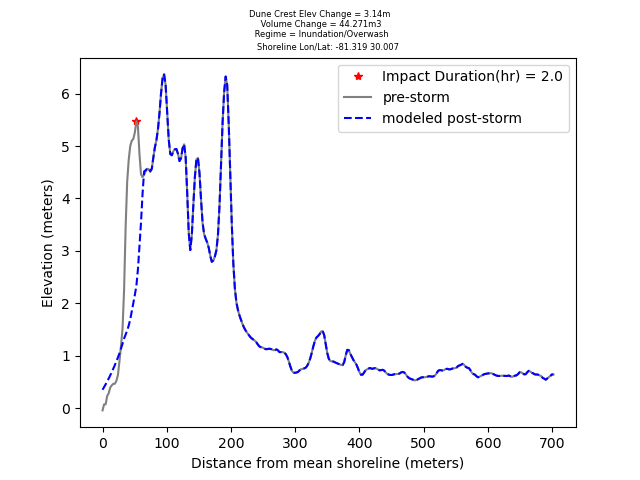 Dune Crest Elev Change = 3.14m
Volume Change = 44.271m3
Regime = Inundation/Overwash
Shoreline Lon/Lat: -81.319 30.007
Impact Duration(hr) = 2.0
pre-storm
modeled post-storm
Elevation (meters)
6
5
4
3
2
1
0
0 100 200 300 400 500 600 700
Distance from mean shoreline (meters)